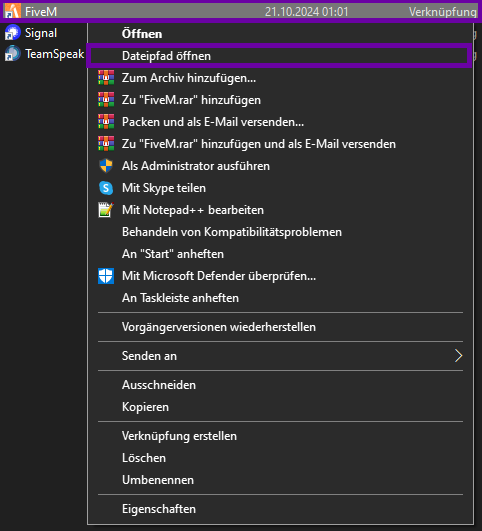 FiveM 21.10.2024 01:01 Verknüpfung
Signal
TeamSpeak
Öffnen
Dateipfad öffnen
Zum Archiv hinzufügen...
Zu "FiveM.rar" hinzufügen
Packen und als E-Mail versenden...
Zu "FiveM.rar" hinzufügen und als E-Mail versenden
Als Administrator ausführen
Mit Skype teilen
Mit Notepad++ bearbeiten
Behandeln von Kompatibilitätsproblemen
An "Start" anheften
Mit Microsoft Defender überprüfen...
An Taskleiste anheften
Vorgängerversionen wiederherstellen
Senden an
Ausschneiden
Kopieren
Verknüpfung erstellen
Löschen
Umbenennen
Eigenschaften